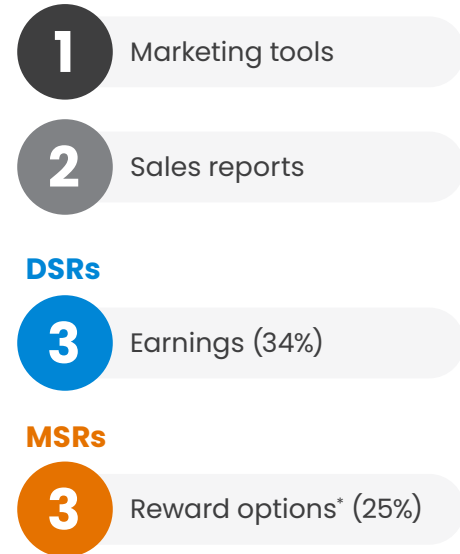 1 Marketing tools
2 Sales reports
DSRs
3 Earnings (34%)
MSRs
3 Reward options* (25%)